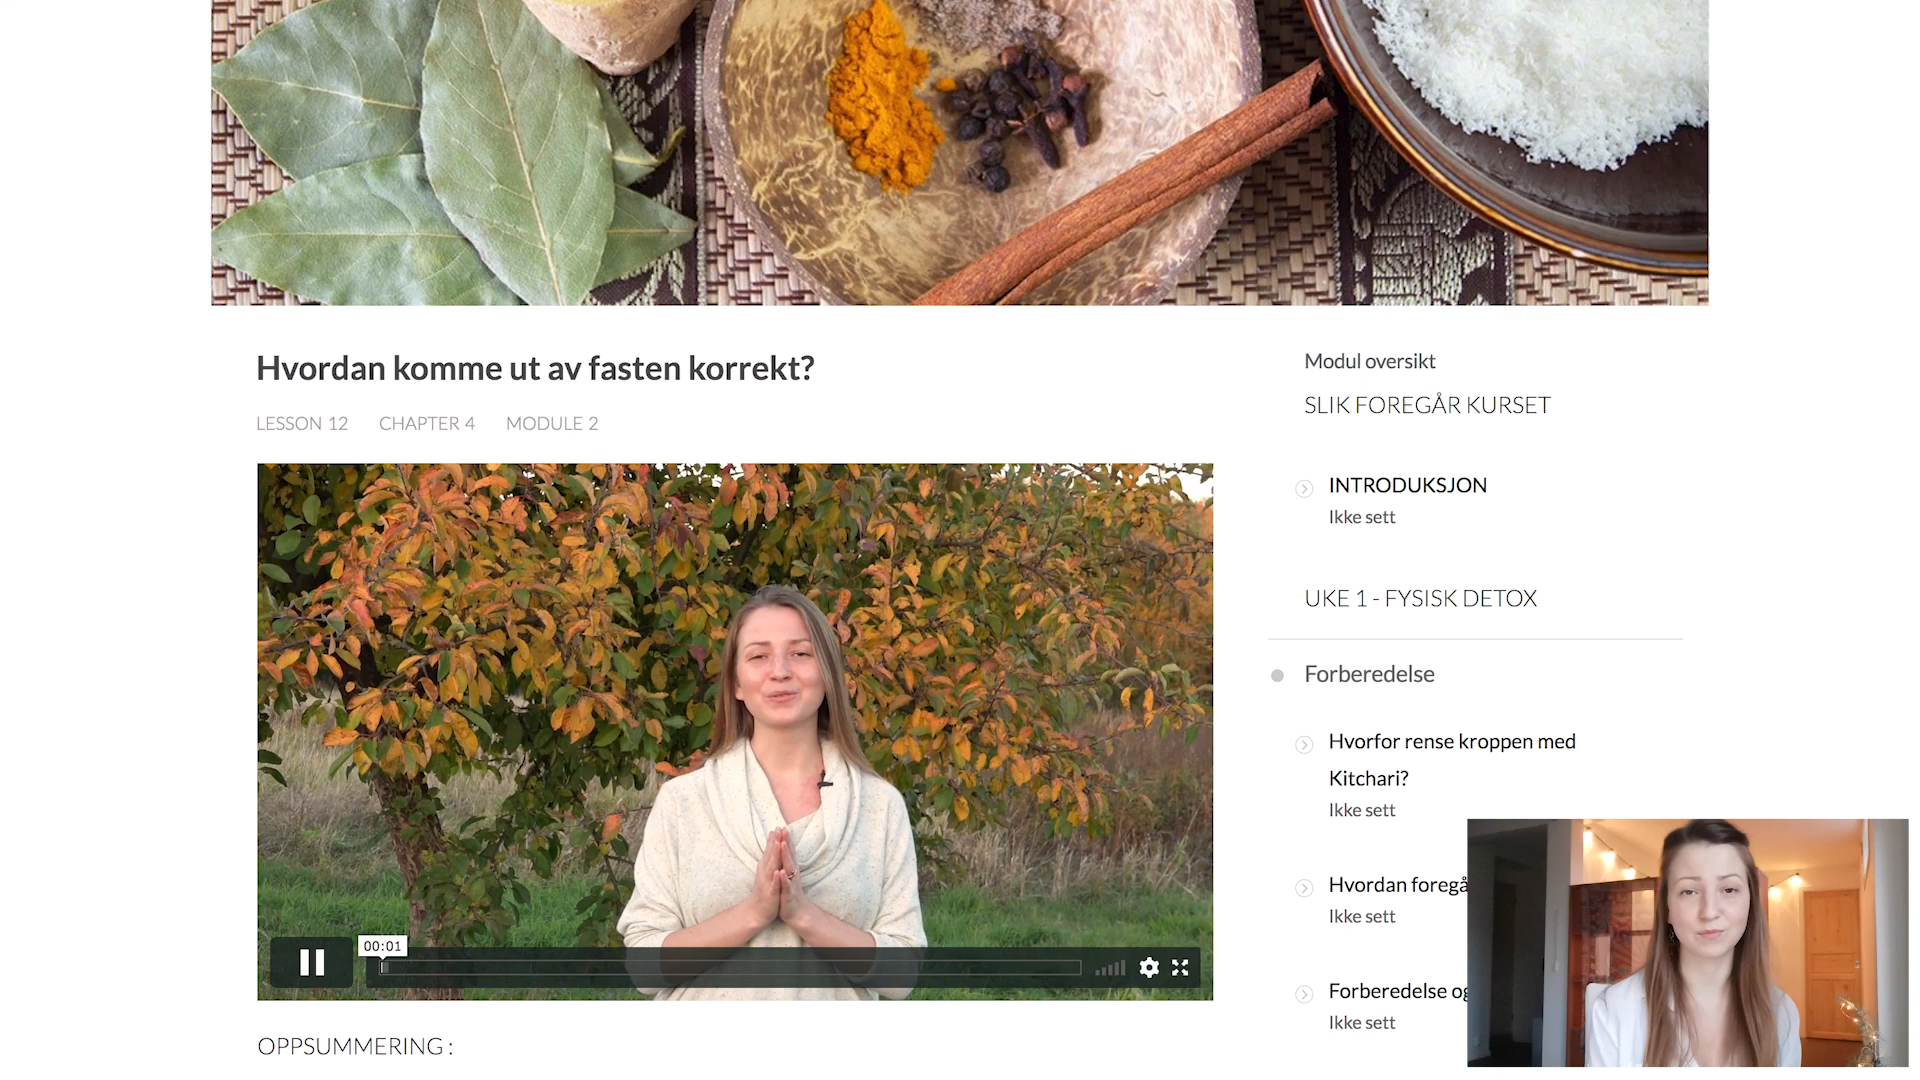 Hvordan komme ut av fasten korrekt?
LESSON 12 CHAPTER 4 MODULE 2
00:01
OPPSUMMERING :
Modul oversikt
SLIK FOREGÅR KURSET
INTRODUKSJON
Ikke sett
UKE 1 - FYSISK DETOX
Forberedelse
Hvorfor rense kroppen med
Kitchari?
Ikke sett
Hvordan
Ikke sett
Forberedelse
Ikke sett